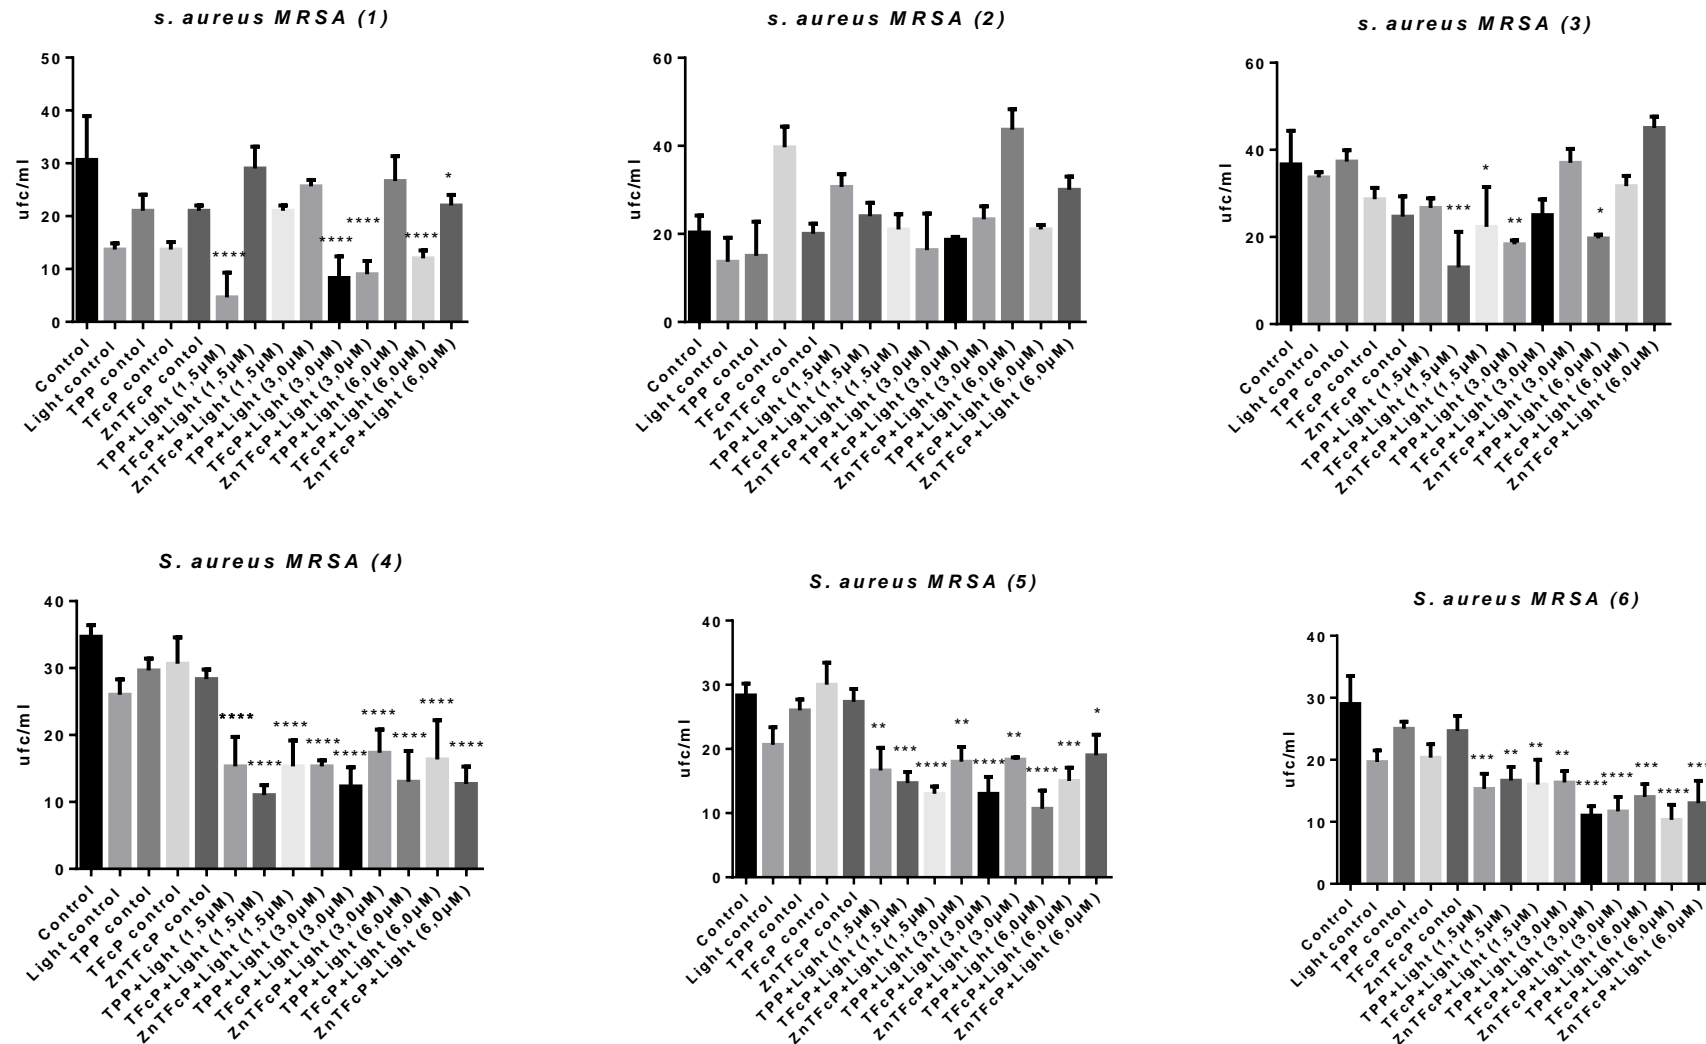 s. aureus MRSA (1)
ufc/ml
50
40
30
20
10
0
****
****
****
****
*
Control
Light control
TPP contol
TFcP control
ZnTFcP contol
TPP+Light (1,5µM)
TFcP+Light (1,5µM)
ZnTFcP+Light (1,5µM)
TPP+Light (3,0µM)
TFcP+Light (3,0µM)
ZnTFcP+Light (3,0µM)
TPP+Light (6,0µM)
TFcP+Light (6,0µM)
ZnTFcP+Light (6,0µM)
s. aureus MRSA (2)
ufc/ml
60
40
20
0
Control
Light control
TPP contol
TFcP control
ZnTFcP contol
TPP+Light (1,5µM)
TFcP+Light (1,5µM)
ZnTFcP+Light (1,5µM)
TPP+Light (3,0µM)
TFcP+Light (3,0µM)
ZnTFcP+Light (3,0µM)
TPP+Light (6,0µM)
TFcP+Light (6,0µM)
ZnTFcP+Light (6,0µM)
s. aureus MRSA (3)
ufc/ml
60
40
20
0
***
*
**
*
Control
Light control
TPP contol
TFcP control
ZnTFcP contol
TPP+Light (1,5µM)
TFcP+Light (1,5µM)
ZnTFcP+Light (1,5µM)
TPP+Light (3,0µM)
TFcP+Light (3,0µM)
ZnTFcP+Light (3,0µM)
TPP+Light (6,0µM)
TFcP+Light (6,0µM)
ZnTFcP+Light (6,0µM)
S. aureus MRSA (4)
ufc/ml
40
30
20
10
0
****
****
****
****
****
****
****
****
****
Control
Light control
TPP contol
TFcP control
ZnTFcP contol
TPP+Light (1,5µM)
TFcP+Light (1,5µM)
ZnTFcP+Light (1,5µM)
TPP+Light (3,0µM)
TFcP+Light (3,0µM)
ZnTFcP+Light (3,0µM)
TPP+Light (6,0µM)
TFcP+Light (6,0µM)
ZnTFcP+Light (6,0µM)
S. aureus MRSA (5)
ufc/ml
40
30
20
10
0
**
***
****
**
****
**
****
***
*
Control
Light control
TPP contol
TFcP control
ZnTFcP contol
TPP+Light (1,5µM)
TFcP+Light (1,5µM)
ZnTFcP+Light (1,5µM)
TPP+Light (3,0µM)
TFcP+Light (3,0µM)
ZnTFcP+Light (3,0µM)
TPP+Light (6,0µM)
TFcP+Light (6,0µM)
ZnTFcP+Light (6,0µM)
S. aureus MRSA (6)
ufc/ml
40
30
20
10
0
***
**
**
**
****
****
***
****
***
Control
Light control
TPP contol
TFcP control
ZnTFcP contol
TPP+Light (1,5µM)
TFcP+Light (1,5µM)
ZnTFcP+Light (1,5µM)
TPP+Light (3,0µM)
TFcP+Light (3,0µM)
ZnTFcP+Light (3,0µM)
TPP+Light (6,0µM)
TFcP+Light (6,0µM)
ZnTFcP+Light (6,0µM)